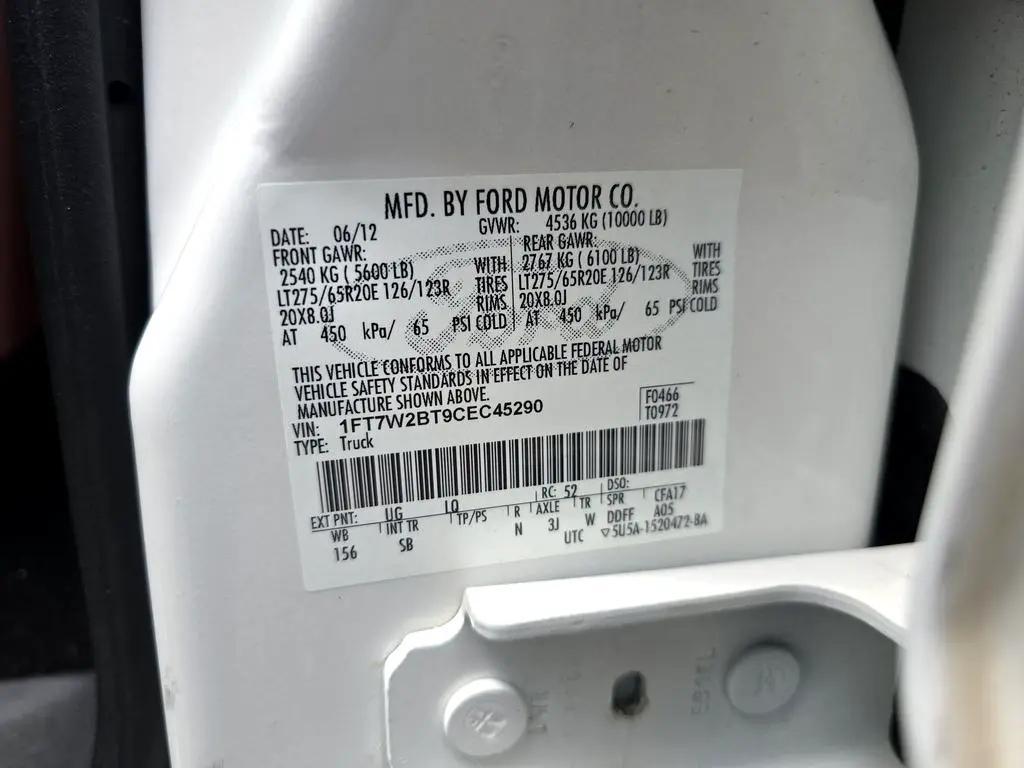 MFD. BY FORD MOTOR CO.
DATE: 06/12 GVWR: 4536 KG (10000 LB)
FRONT GAWR: REAR GAWR:
2540 KG ( 5600 LB) WITH 2767 KG ( 6100 LB) WITH
LT275/65R20E 126/123R TIRES LT275/65R20E 126/123R TIRES
20X8.0J RIMS 20X8.0J RIMS
AT 450 kPa/ 65 PSI COLD AT 450 kPa/ 65 PSI COLD
THIS VEHICLE CONFORMS TO ALL APPLICABLE FEDERAL MOTOR
VEHICLE SAFETY STANDARDS IN EFFECT ON THE DATE OF
MANUFACTURE SHOWN ABOVE.
VIN: 1FT7W2BT9CEC45290 F0466
TYPE: Truck T0972
EXT PNT: UG LQ RC: 52 DSO:
WB INT TR TP/PS R AXLE TR SPR CFA17
156 SB N 3J W DDFF A05
UTC ▽5U5A-1520472-BA